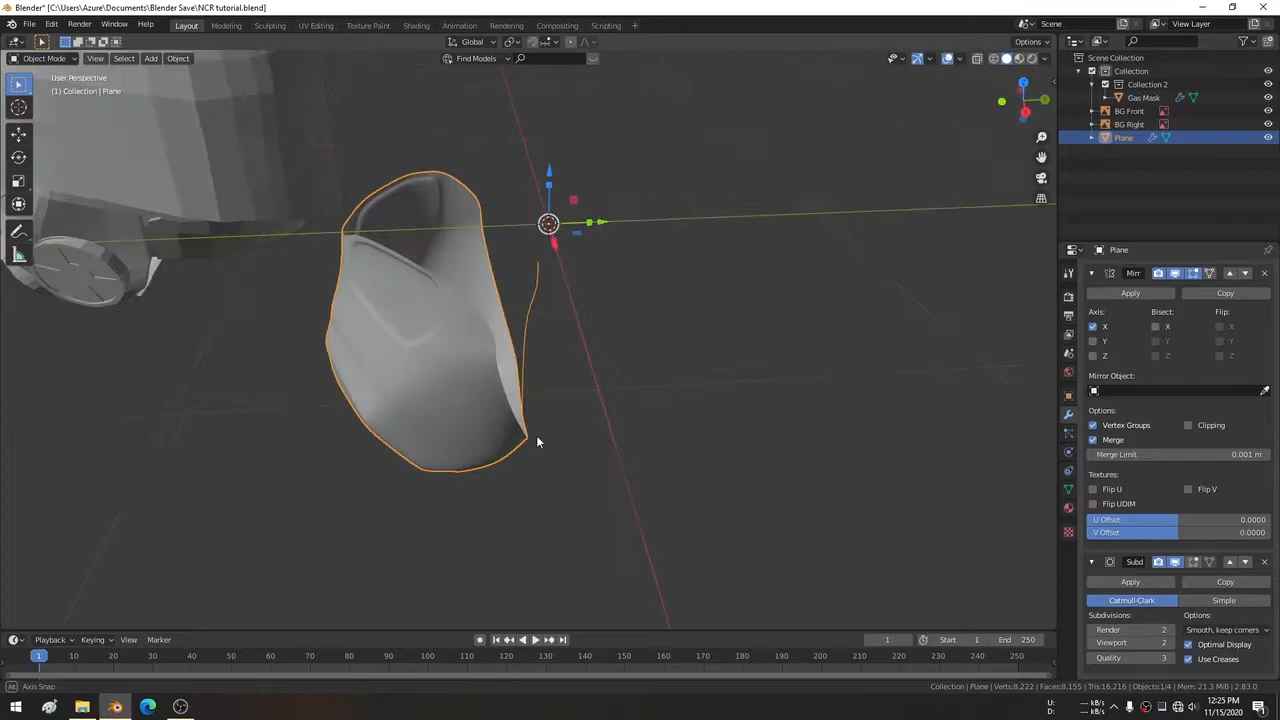 Blender* [C:\Users\Azure\Documents\Blender Save\NCR tutorial.blend]
File Edit Render Window Help Layout Modeling Sculpting UV Editing Texture Paint Shading Animation Rendering Compositing Scripting + Scene View Layer
Global Options
Object Mode View Select Add Object Find Models
User Perspective
(1) Collection | Plane
Scene Collection
Collection
Collection 2
Gas Mask
BG Front
BG Right
Plane
Plane
Mirr
Apply Copy
Axis: Bisect: Flip:
X X X
Y Y Y
Z Z Z
Mirror Object:
Options:
Vertex Groups Clipping
Merge
Merge Limit 0.001 m
Textures:
Flip U Flip V
Flip UDIM
U Offset 0.0000
V Offset 0.0000
Subd
Apply Copy
Catmull-Clark Simple
Subdivisions: Options:
Render 2 Smooth, keep corners
Viewport 2 Optimal Display
Quality 3 Use Creases
Playback Keying View Marker 1 Start 1 End 250
1 10 20 30 40 50 60 70 80 90 100 110 120 130 140 150 160 170 180 190 200 210 220 230 240 250
Axis Snap Collection | Plane | Verts:8,222 | Faces:8,155 | Tris:16,216 | Objects:1/4 | Mem: 21.3 MiB | 2.83.0
U: --- kB/s
D: --- kB/s
12:25 PM
11/15/2020